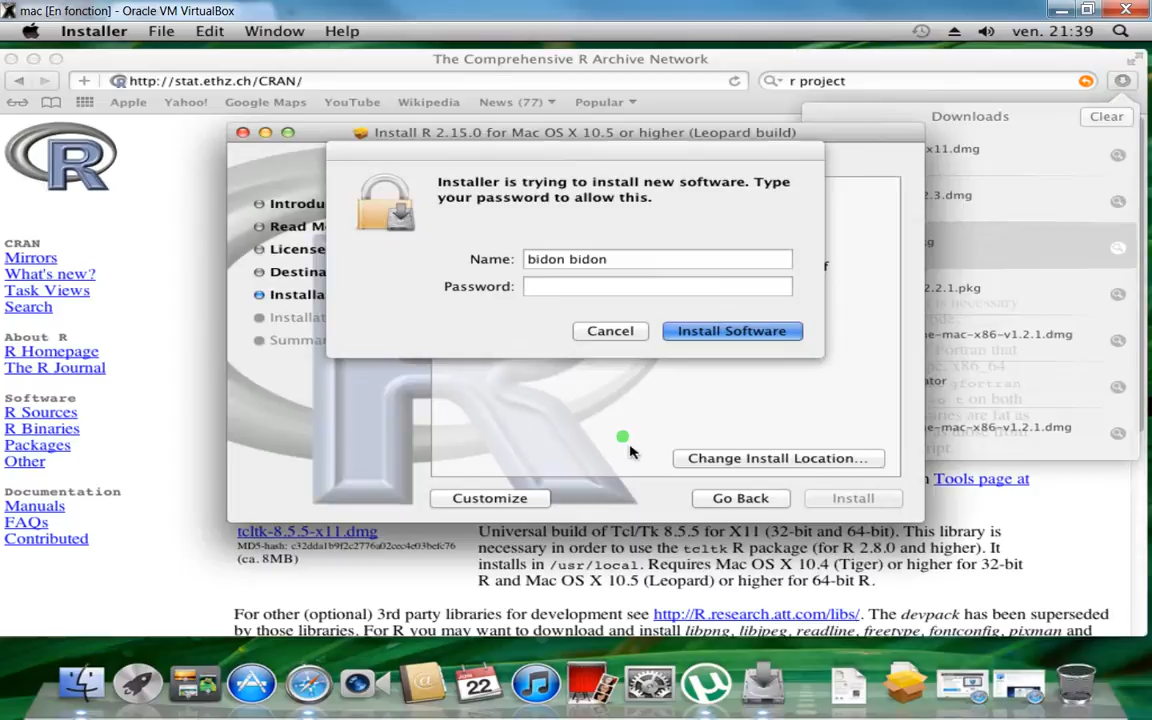 mac [En fonction] - Oracle VM VirtualBox
Installer File Edit Window Help ven. 21:39
The Comprehensive R Archive Network
http://stat.ethz.ch/CRAN/ r project
Apple Yahoo! Google Maps YouTube Wikipedia News (77) Popular
Downloads Clear
x11.dmg
2.3.dmg
.2.1.pkg
ne-mac-x86-v1.2.1.dmg
ator
ne-mac-x86-v1.2.1.dmg
R
CRAN
Mirrors
What's new?
Task Views
Search
About R
R Homepage
The R Journal
Software
R Sources
R Binaries
Packages
Other
Documentation
Manuals
FAQs
Contributed
Install R 2.15.0 for Mac OS X 10.5 or higher (Leopard build)
Introdu
Read M
License
Destina
Installa
Installat
Summar
Installer is trying to install new software. Type
your password to allow this.
Name: bidon bidon
Password:
Cancel Install Software
Change Install Location...
Customize Go Back Install
Tools page at
tcltk-8.5.5-x11.dmg
MD5-hash:
(ca. 8MB)
Universal build of Tcl/Tk 8.5.5 for X11 (32-bit and 64-bit). This library is
necessary in order to use the tcltk R package (for R 2.8.0 and higher). It
installs in /usr/local. Requires Mac OS X 10.4 (Tiger) or higher for 32-bit
R and Mac OS X 10.5 (Leopard) or higher for 64-bit R.
For other (optional) 3rd party libraries for development see http://R.research.att.com/libs/. The devpack has been superseded
by those libraries. For R you may want to download and install libpng, libjpeg, readline, freetype, fontconfig, pixman and